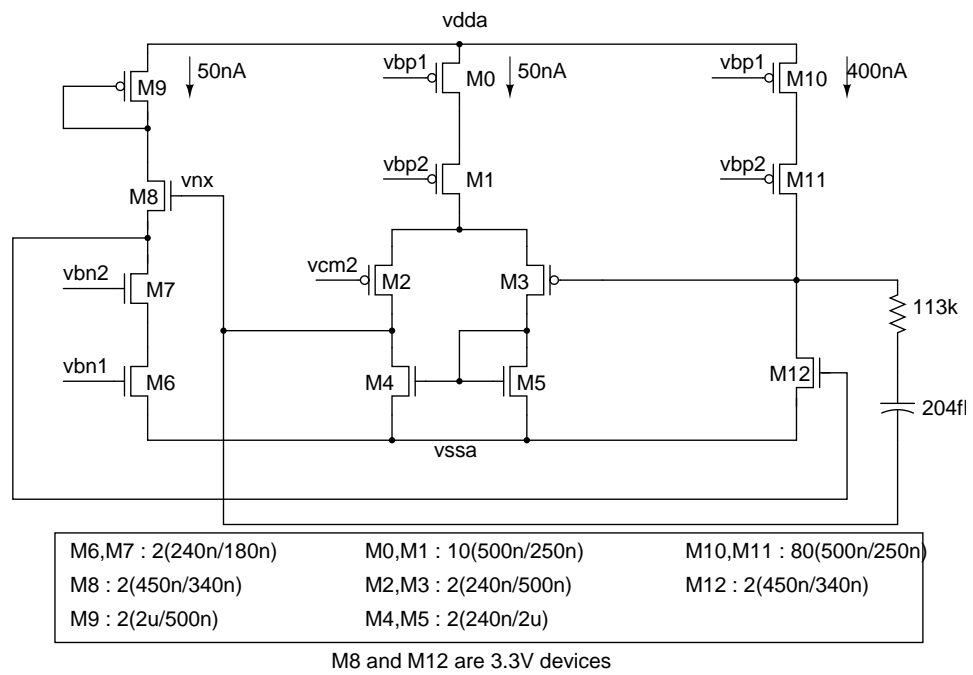 vdda
50nA
vbp1
50nA
vbp1
400nA
M9
M0
M10
vbp2
vbp2
M1
M11
vnx
M8
vcm2
M2
M3
vbn2
M7
113k
vbn1
M6
M4
M5
M12
204f
vssa
M6,M7 : 2(240n/180n)
M0,M1 : 10(500n/250n)
M10,M11 : 80(500n/250n)
M8 : 2(450n/340n)
M2,M3 : 2(240n/500n)
M12 : 2(450n/340n)
M9 : 2(2u/500n)
M4,M5 : 2(240n/2u)
M8 and M12 are 3.3V devices